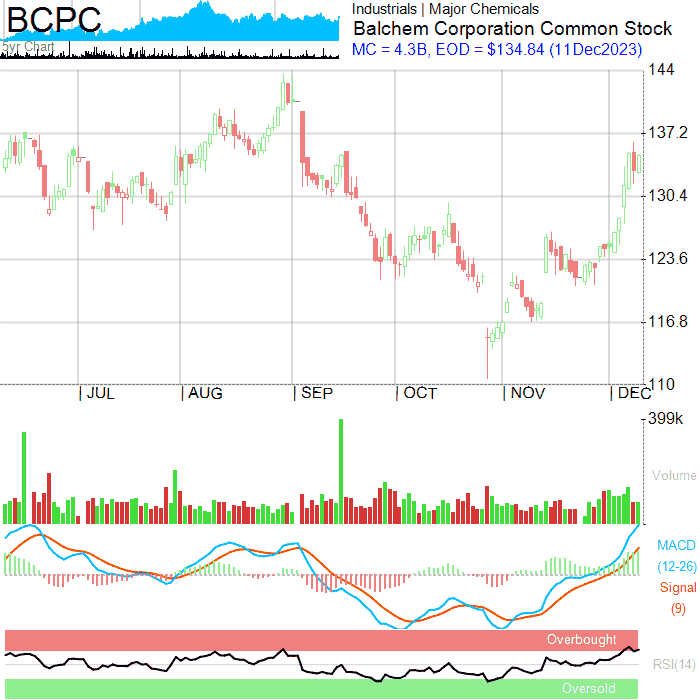 BCPC
5yr Chart
Industrials | Major Chemicals
Balchem Corporation Common Stock
MC = 4.3B, EOD = $134.84 (11Dec2023)
144
137.2
130.4
123.6
116.8
110
| JUL | AUG | SEP | OCT | NOV | DEC
399k
Volume
MACD
(12-26)
Signal
(9)
Overbought
RSI(14)
Oversold